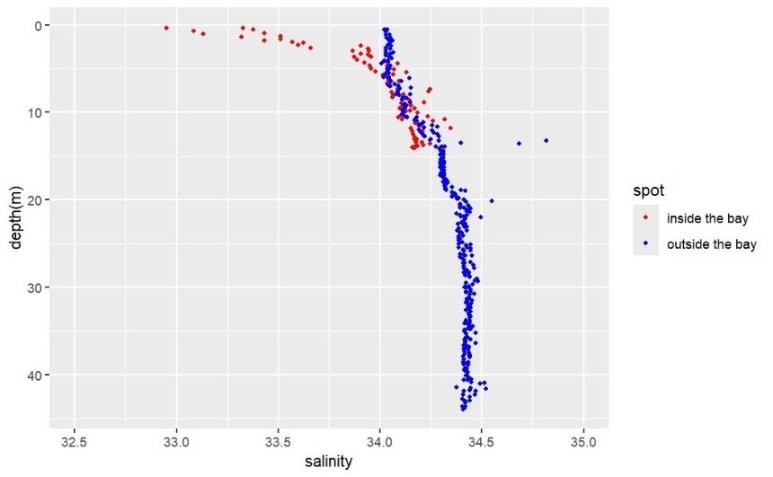 0
10
20
30
40
depth(m)
32.5 33.0 33.5 34.0 34.5 35.0
salinity
spot
inside the bay
outside the bay